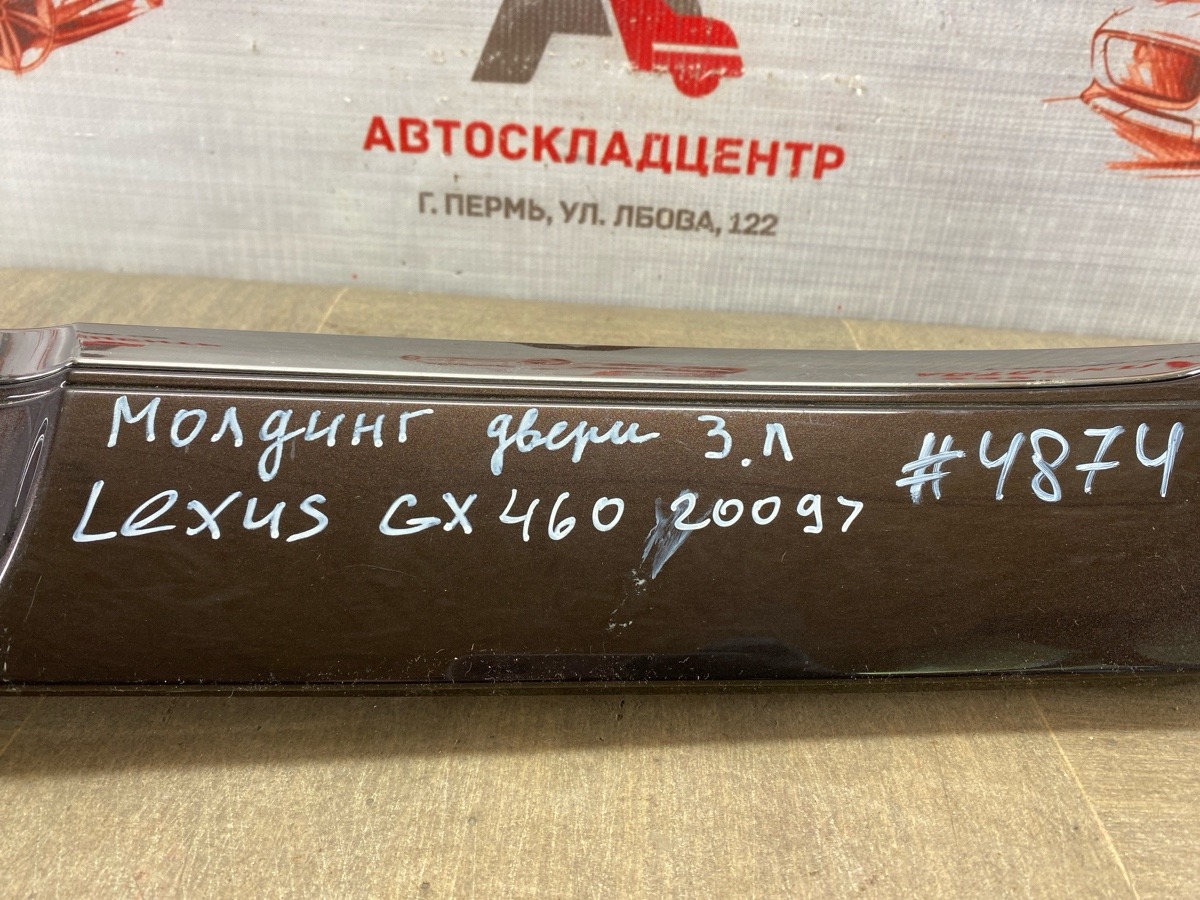 АВТОСКЛАДЦЕНТР
Г. ПЕРМЬ, УЛ. ЛБОВА, 122
Молдинг двери З.Л #4874
Lexus GX460 2009>